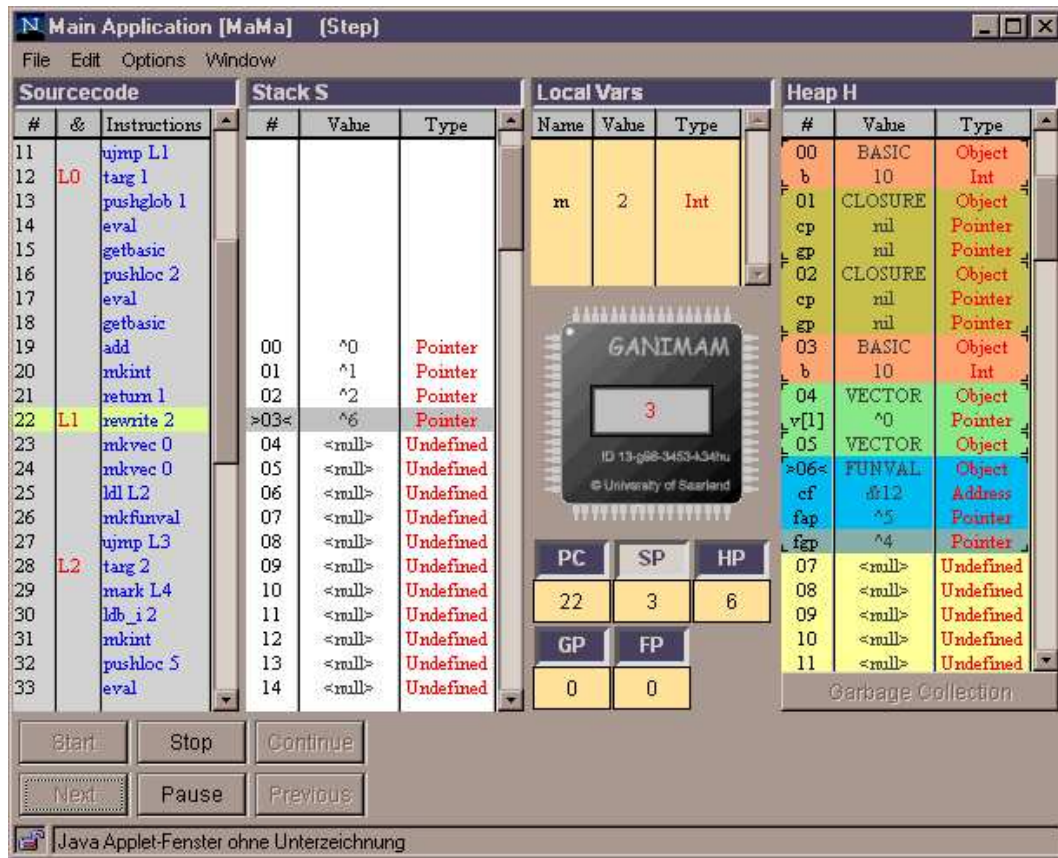 Main Application [MaMa] (Step)
File Edit Options Window
Sourcecode
# & Instructions
11 ujmp L1
12 L0 targ 1
13 pushglob 1
14 eval
15 getbasic
16 pushloc 2
17 eval
18 getbasic
19 add
20 mkint
21 return 1
22 L1 rewrite 2
23 mkvec 0
24 mkvec 0
25 ldl L2
26 mkfunval
27 ujmp L3
28 L2 targ 2
29 mark L4
30 ldb_i 2
31 mkint
32 pushloc 5
33 eval
Stack S
# Value Type
00 ^0 Pointer
01 ^1 Pointer
02 ^2 Pointer
>03< ^6 Pointer
04 <null> Undefined
05 <null> Undefined
06 <null> Undefined
07 <null> Undefined
08 <null> Undefined
09 <null> Undefined
10 <null> Undefined
11 <null> Undefined
12 <null> Undefined
13 <null> Undefined
14 <null> Undefined
Local Vars
Name Value Type
m 2 Int
GANIMAM
3
© University of Saarland
PC SP HP
22 3 6
GP FP
0 0
Heap H
# Value Type
00 BASIC Object
b 10 Int
01 CLOSURE Object
cp nil Pointer
gp nil Pointer
02 CLOSURE Object
cp nil Pointer
gp nil Pointer
03 BASIC Object
b 10 Int
04 VECTOR Object
v[1] ^0 Pointer
05 VECTOR Object
>06< FUNVAL Object
cf &12 Address
fap ^5 Pointer
fgp ^4 Pointer
07 <null> Undefined
08 <null> Undefined
09 <null> Undefined
10 <null> Undefined
11 <null> Undefined
Garbage Collection
Start Stop Continue
Next Pause Previous
Java Applet-Fenster ohne Unterzeichnung